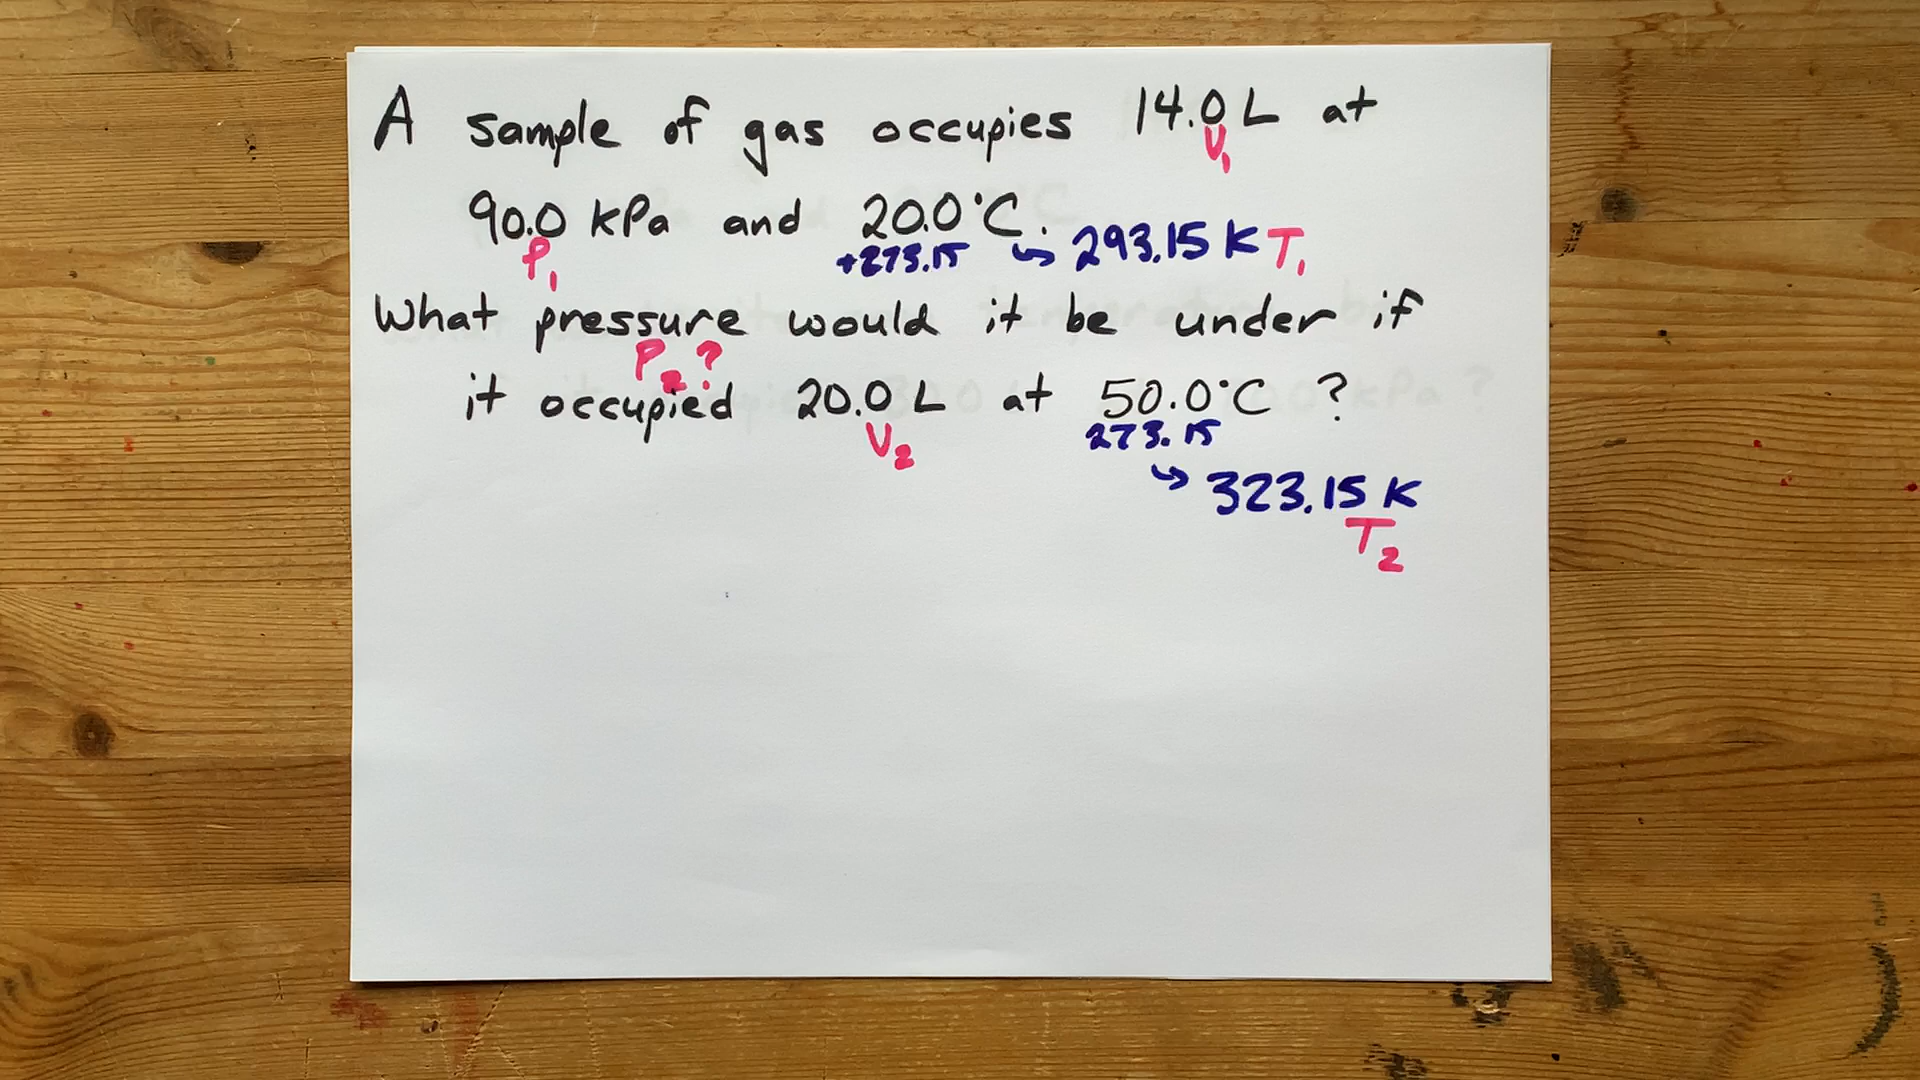 A sample of gas occupies 14.0 L at
V₁
90.0 kPa and 20.0°C.
P₁ +273.15 ↪ 293.15 K T₁
What pressure would it be under if
P₂?
it occupied 20.0 L at 50.0°C ?
V₂ 273.15
↪ 323.15 K
T₂